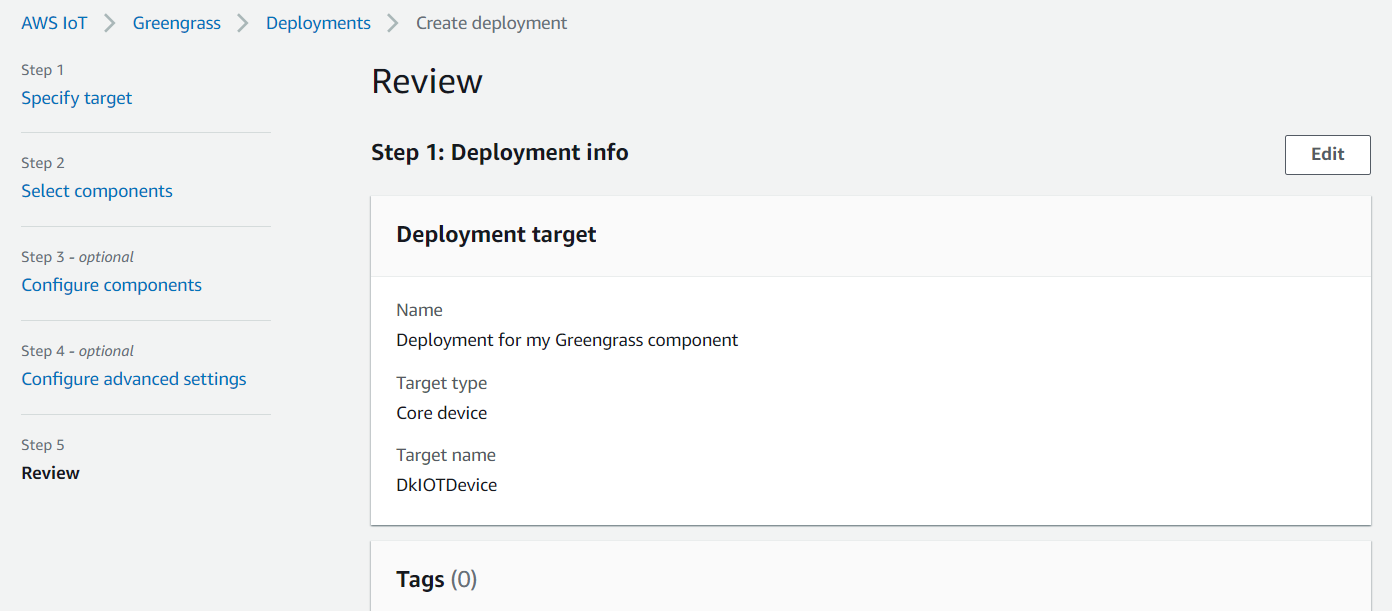 AWS IoT Greengrass Deployments Create deployment
Step 1
Specify target
Step 2
Select components
Step 3 - optional
Configure components
Step 4 - optional
Configure advanced settings
Step 5
Review
Review
Step 1: Deployment info
Edit
Deployment target
Name
Deployment for my Greengrass component
Target type
Core device
Target name
DkIOTDevice
Tags (0)